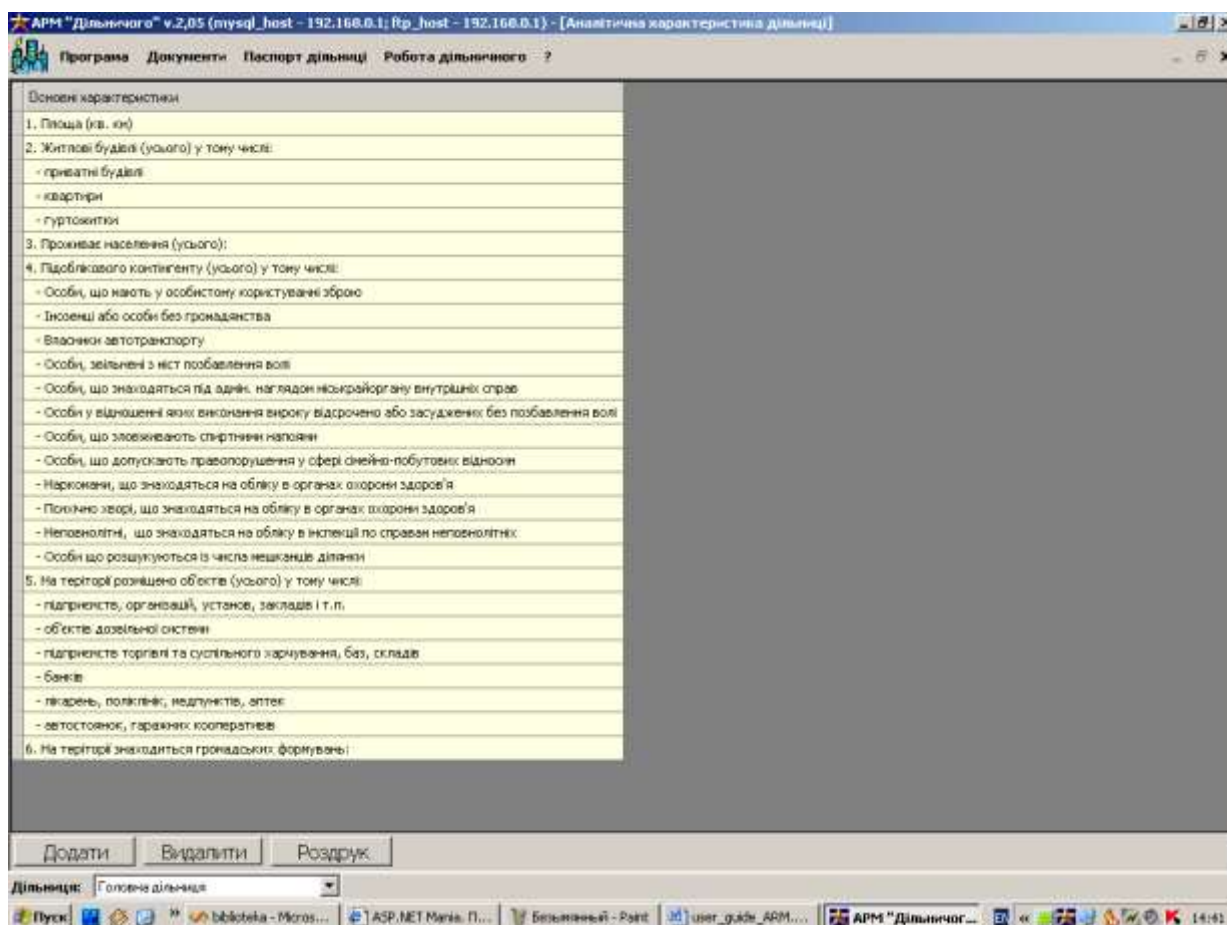 АРМ "Дільничого" v.2,05 (mysql_host - 192.168.0.1; ftp_host - 192.168.0.1) - [Аналітична характеристика дільниці]
Програма Документи Паспорт дільниці Робота дільничного ?
Основні характеристики
1. Площа (кв. км)
2. Житлові будівлі (усього) у тому числі:
- приватні будівлі
- квартири
- гуртожитки
3. Проживає населення (усього):
4. Підоблікового контингенту (усього) у тому числі:
- Особи, що мають у особистому користуванні зброю
- Іноземці або особи без громадянства
- Власники автотранспорту
- Особи, звільнені з міст позбавлення волі
- Особи, що знаходяться під адмін. наглядом міськрайоргану внутрішніх справ
- Особи у відношенні яких виконання вироку відсрочено або засуджених без позбавлення волі
- Особи, що зловживають спиртними напоями
- Особи, що допускають правопорушення у сфері сімейно-побутових відносин
- Наркомани, що знаходяться на обліку в органах охорони здоров'я
- Психічно хворі, що знаходяться на обліку в органах охорони здоров'я
- Неповнолітні, що знаходяться на обліку в інспекції по справам неповнолітніх
- Особи що розшукуються із числа мешканців ділянки
5. На теріторії розміщено об'єктів (усього) у тому числі:
- підприємств, організацій, установ, закладів і т.п.
- об'єктів дозвільної системи
- підприємств торгівлі та суспільного харчування, баз, складів
- банків
- лікарень, поліклінік, медпунктів, аптек
- автостоянок, гаражних кооперативів
6. На теріторії знаходиться громадських формувань:
Додати Видалити Роздрук
Дільниця: Головна дільниця
Пуск » biblioteka - Micros... ASP.NET Mania. П... Безымянный - Paint user_guide_ARM.... АРМ "Дільничог... EN « 14:41